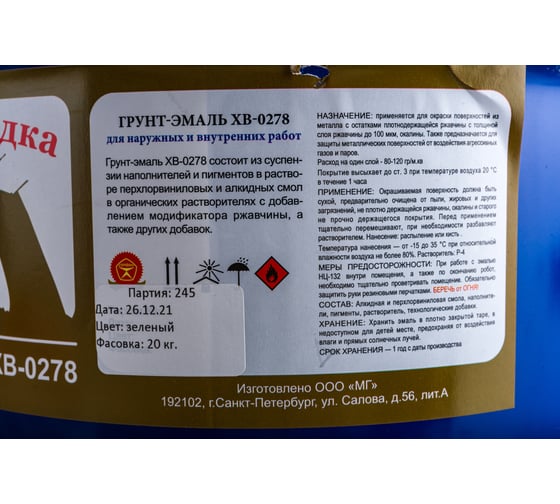 дка
ХВ-0278
ГРУНТ-ЭМАЛЬ ХВ-0278
для наружных и внутренних работ
Грунт-эмаль ХВ-0278 состоит из суспен-
зии наполнителей и пигментов в раство-
ре перхлорвиниловых и алкидных смол
в органических растворителях с добав-
лением модификатора ржавчины, а
также других добавок.
Партия: 245
Дата: 26.12.21
Цвет: зеленый
Фасовка: 20 кг.
НАЗНАЧЕНИЕ: применяется для окраски поверхностей из
металла с остатками плотнодержащейся ржавчины с толщиной
слоя ржавчины до 100 мкм, окалины. Также предназначается для
защиты металлических поверхностей от воздействия агрессивных
газов и паров.
Расход на один слой - 80-120 гр/м.кв
Покрытие высыхает до ст. 3 при температуре воздуха 20 °С
в течение 1 часа
ПРИМЕНЕНИЕ: Окрашиваемая поверхность должна быть
сухой, предварительно очищена от пыли, жировых и других
загрязнений, не плотно держащейся ржавчины, окалины и старого
не прочно держащегося покрытия. Перед применением
тщательно перемешивают, при необходимости разбавляют
растворителем. Нанесение: распыление или кисть.
Температура нанесения — от -15 до 35 °С при относительной
влажности воздуха не более 80%. Растворитель: Р-4
МЕРЫ ПРЕДОСТОРОЖНОСТИ: При работе с эмалью
НЦ-132 внутри помещений, а также по окончанию работ,
необходимо тщательно проветривать помещения. Обязательно
защитить руки резиновыми перчатками. БЕРЕЧЬ от ОГНЯ!
СОСТАВ: Алкидная и перхлорвиниловая смола, наполните-
ли, пигменты, растворитель, технологические добавки.
ХРАНЕНИЕ: Хранить эмаль в плотно закрытой таре, в
недоступном для детей месте, предохраняя от воздействия
влаги и прямых солнечных лучей.
СРОК ХРАНЕНИЯ — 1 год с даты производства
Изготовлено ООО «МГ»
192102, г.Санкт-Петербург, ул. Салова, д.56, лит.А